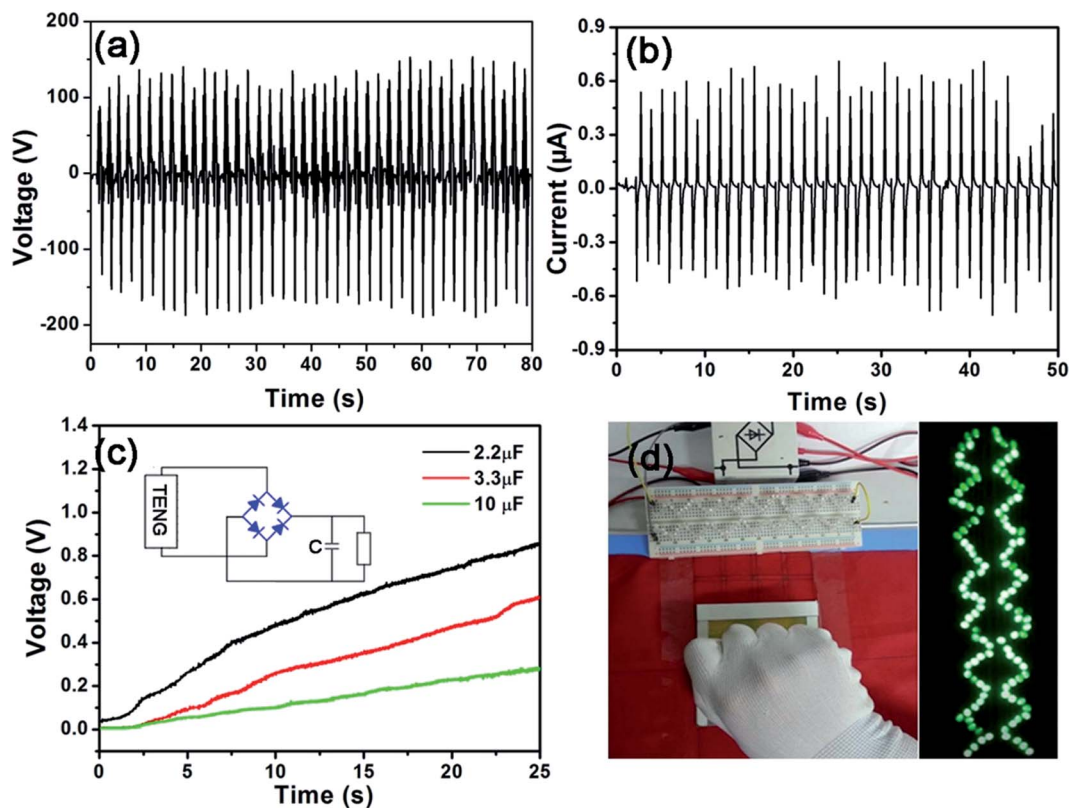 (a)
200
100
0
-100
-200
Voltage (V)
0 10 20 30 40 50 60 70 80
Time (s)
(b)
0.9
0.6
0.3
0.0
-0.3
-0.6
-0.9
Current (μA)
0 10 20 30 40 50
Time (s)
(c)
1.4
1.2
1.0
0.8
0.6
0.4
0.2
0.0
Voltage (V)
TENG
C
2.2μF
3.3μF
10 μF
0 5 10 15 20 25
Time (s)
(d)